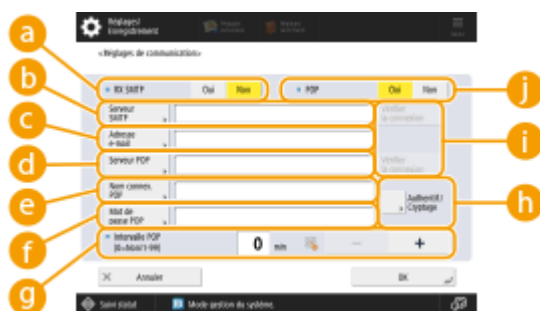 Réglages/
Enregistrement
<Réglages de communication>
a
RX SMTP
Oui
Non
POP
Oui
Non
j
b
Serveur
SMTP
Vérifier
la connexion
c
Adresse
e-mail
i
d
Serveur POP
Vérifier
la connexion
e
Nom connex.
POP
Authentif./
Cryptage
h
f
Mot de
passe POP
g
Intervalle POP
(0=Non/1-99)
0
min
−
+
Annuler
OK
Suivi statut
Mode gestion du système.